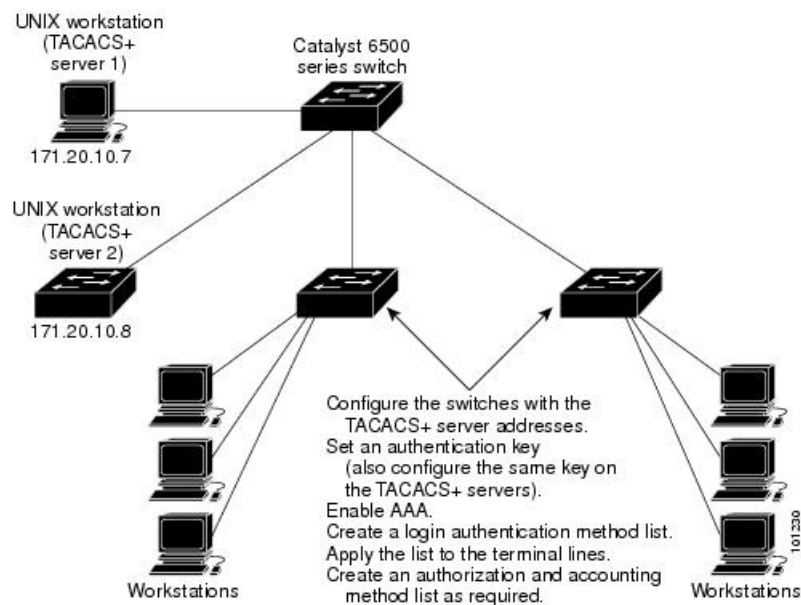 UNIX workstation
(TACACS+
server 1)
Catalyst 6500
series switch
171.20.10.7
UNIX workstation
(TACACS+
server 2)
171.20.10.8
Configure the switches with the
TACACS+ server addresses.
Set an authentication key
(also configure the same key on
the TACACS+ servers).
Enable AAA.
Create a login authentication method list.
Apply the list to the terminal lines.
Create an authorization and accounting
method list as required.
Workstations
Workstations
101230